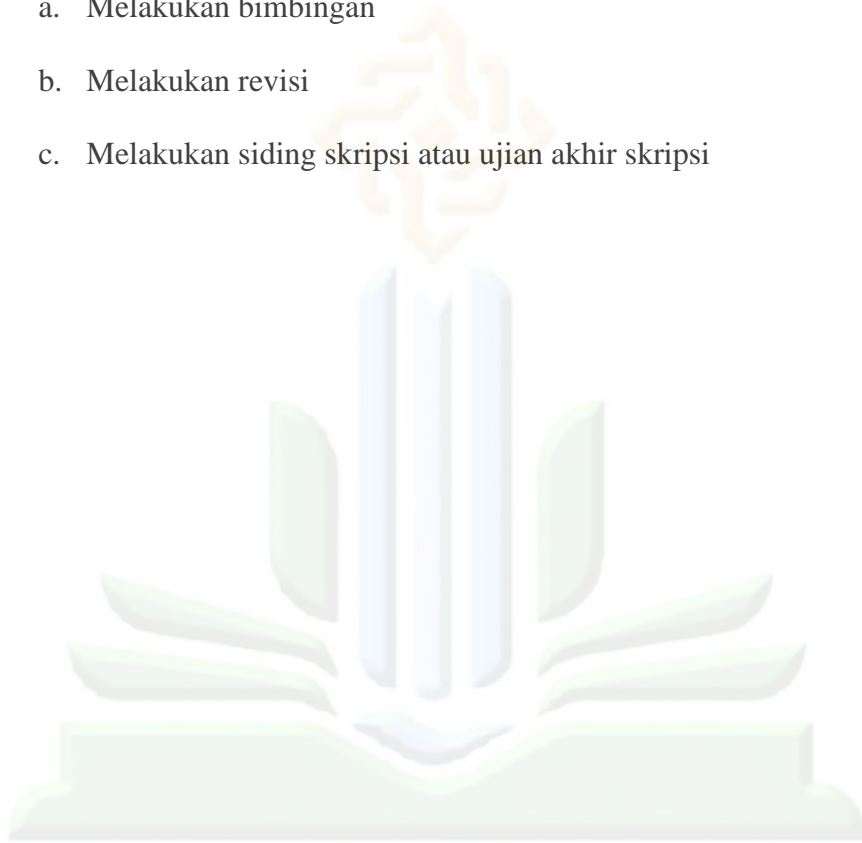 a. Melakukan bimbingan
b. Melakukan revisi
c. Melakukan siding skripsi atau ujian akhir skripsi